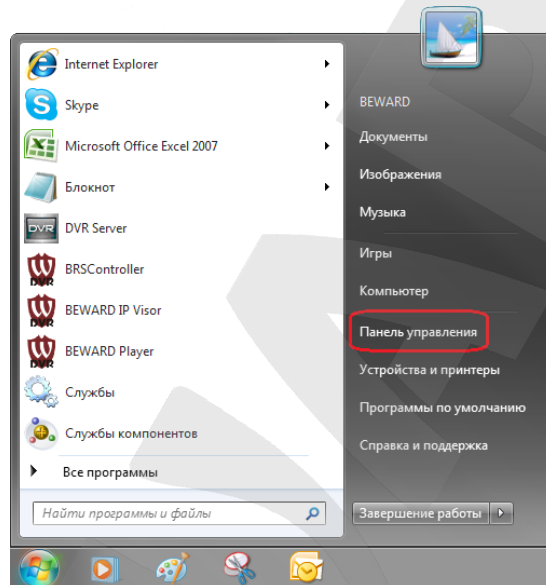 Internet Explorer
Skype
Microsoft Office Excel 2007
Блокнот
DVR Server
BRSController
BEWARD IP Visor
BEWARD Player
Службы
Службы компонентов
Все программы
Найти программы и файлы
BEWARD
Документы
Изображения
Музыка
Игры
Компьютер
Панель управления
Устройства и принтеры
Программы по умолчанию
Справка и поддержка
Завершение работы